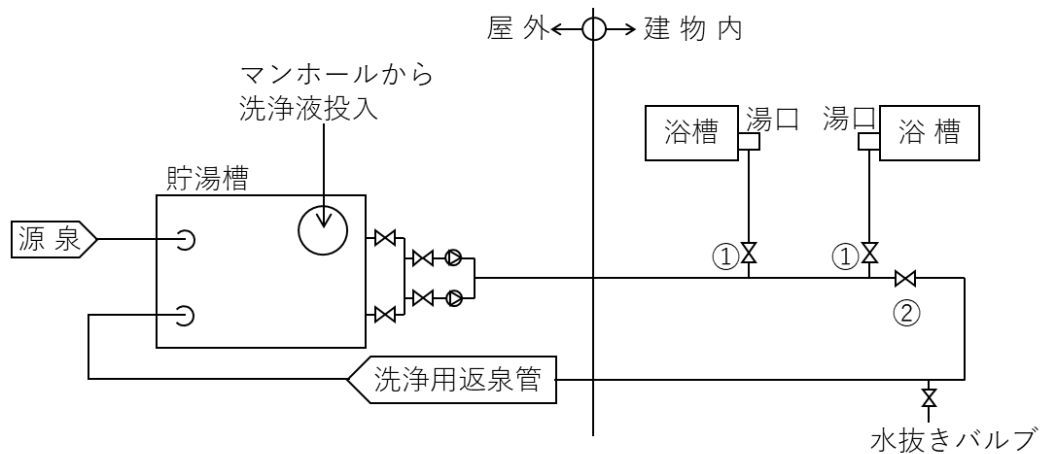 屋 外
建 物 内
マンホールから
洗浄液投入
浴槽
湯口
湯口
浴 槽
貯湯槽
源 泉
①
①
②
洗浄用返泉管
水抜きバルブ